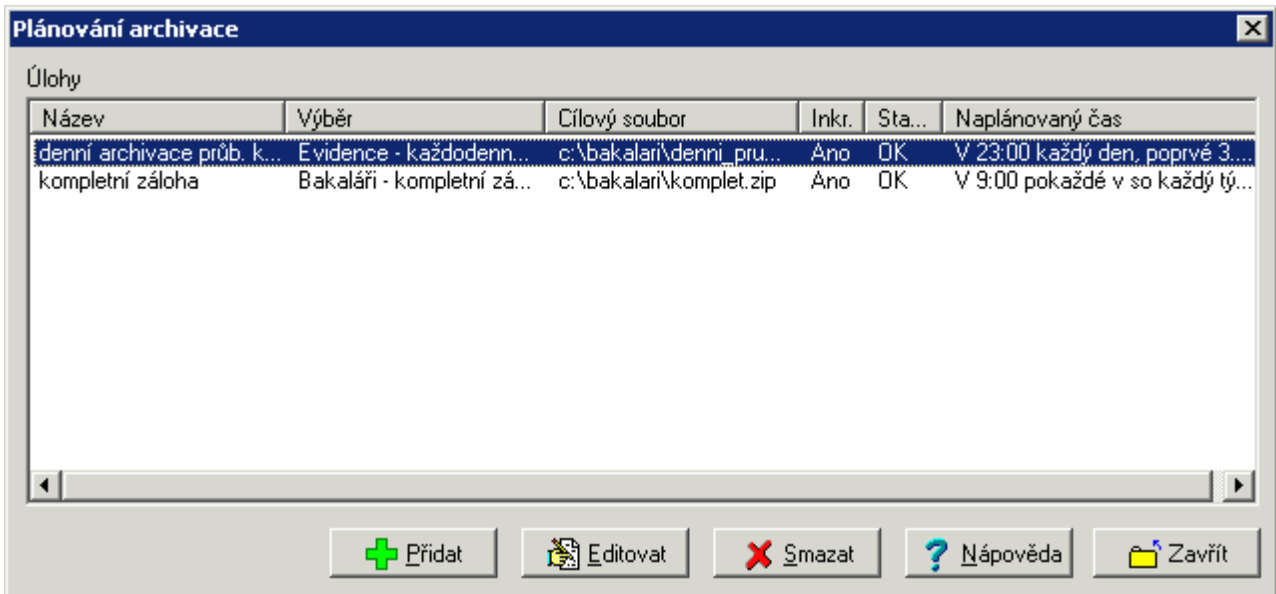 Plánování archivace
Úlohy
Název Výběr Cílový soubor Inkr. Sta... Naplánovaný čas
denní archivace průb. k... Evidence - každodenn... c:\bakalari\denni_pru... Ano OK V 23:00 každý den, poprvé 3....
kompletní záloha Bakaláři - kompletní zá... c:\bakalari\komplet.zip Ano OK V 9:00 pokaždé v so každý tý...
Přidat Editovat Smazat Nápověda Zavřít